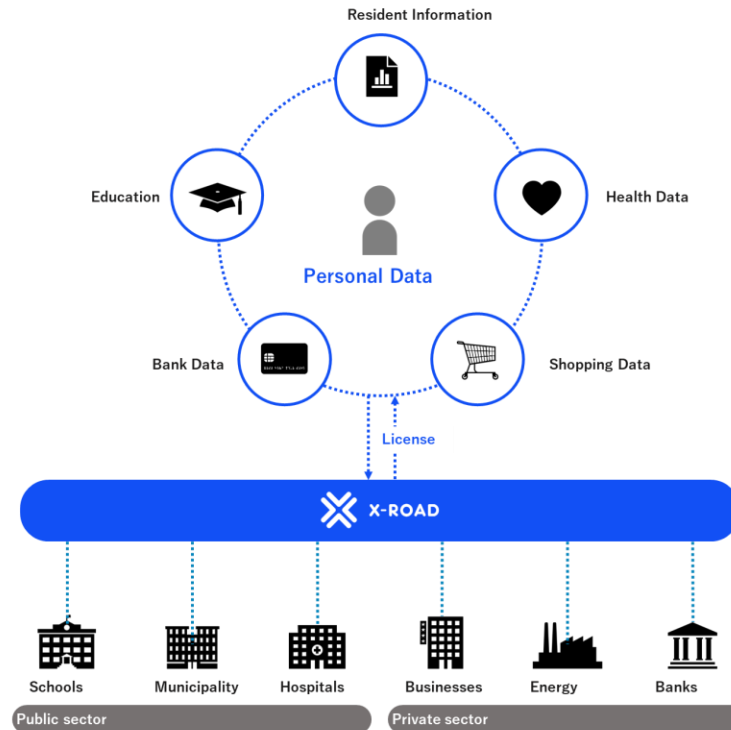 Resident Information
Education
Health Data
Personal Data
Bank Data
Shopping Data
License
X-ROAD
Schools
Municipality
Hospitals
Businesses
Energy
Banks
Public sector
Private sector